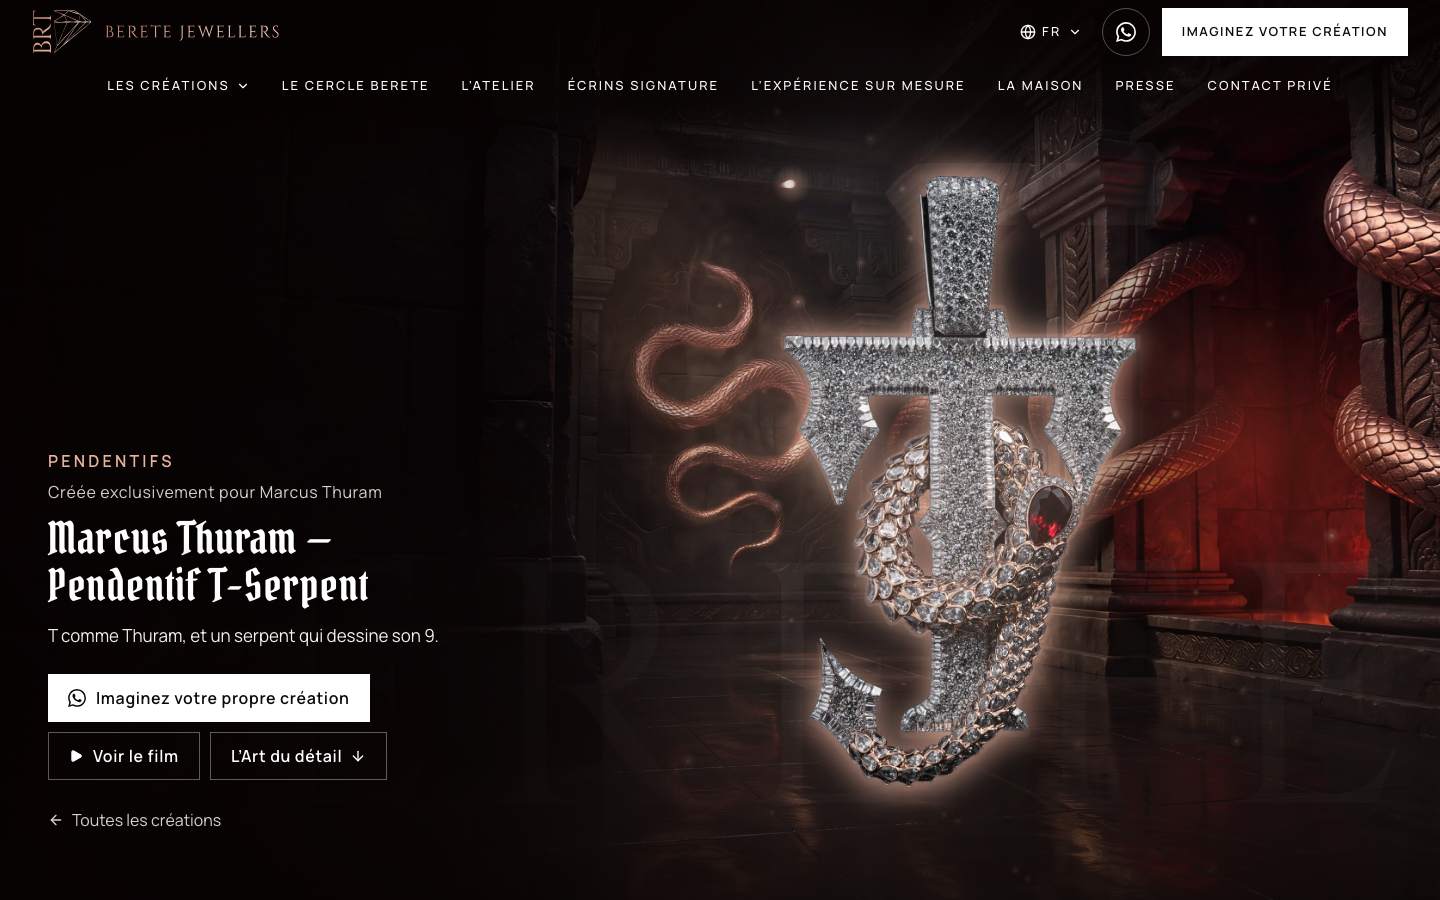 BRT
BERETE JEWELLERS
FR
IMAGINEZ VOTRE CRÉATION
LES CRÉATIONS
LE CERCLE BERETE
L'ATELIER
ÉCRINS SIGNATURE
L'EXPÉRIENCE SUR MESURE
LA MAISON
PRESSE
CONTACT PRIVÉ
PENDENTIFS
Créée exclusivement pour Marcus Thuram
Marcus Thuram —
Pendentif T-Serpent
T comme Thuram, et un serpent qui dessine son 9.
Imaginez votre propre création
Voir le film
L'Art du détail
Toutes les créations